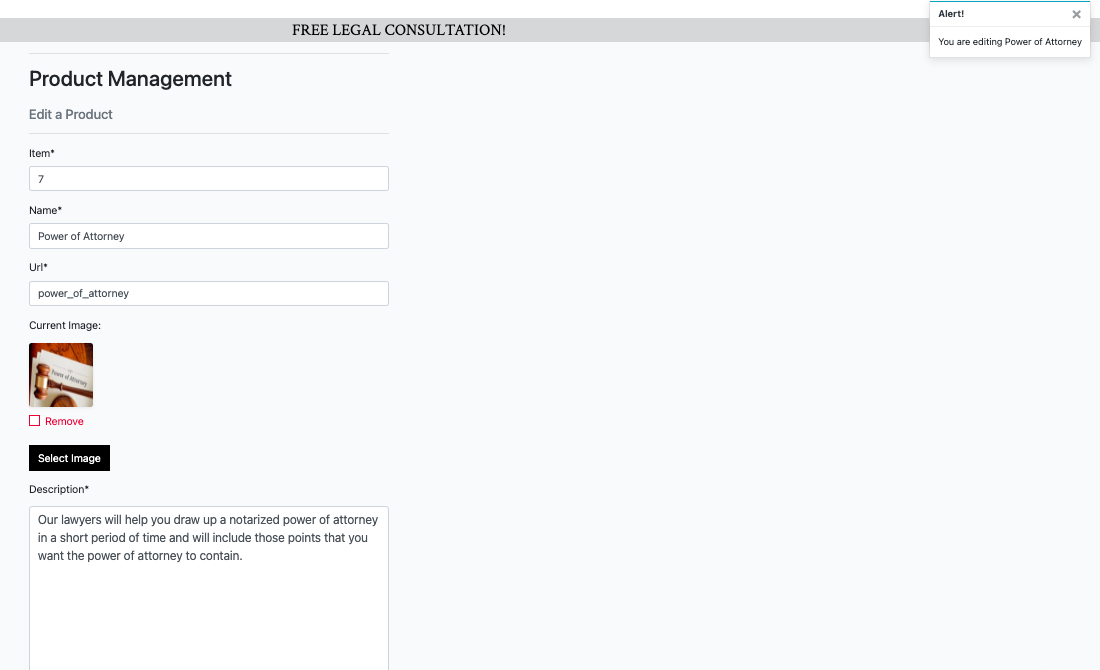 FREE LEGAL CONSULTATION!
Alert!
×
You are editing Power of Attorney
Product Management
Edit a Product
Item*
7
Name*
Power of Attorney
Url*
power_of_attorney
Current Image:
Power of Attorney
Remove
Select Image
Description*
Our lawyers will help you draw up a notarized power of attorney
in a short period of time and will include those points that you
want the power of attorney to contain.